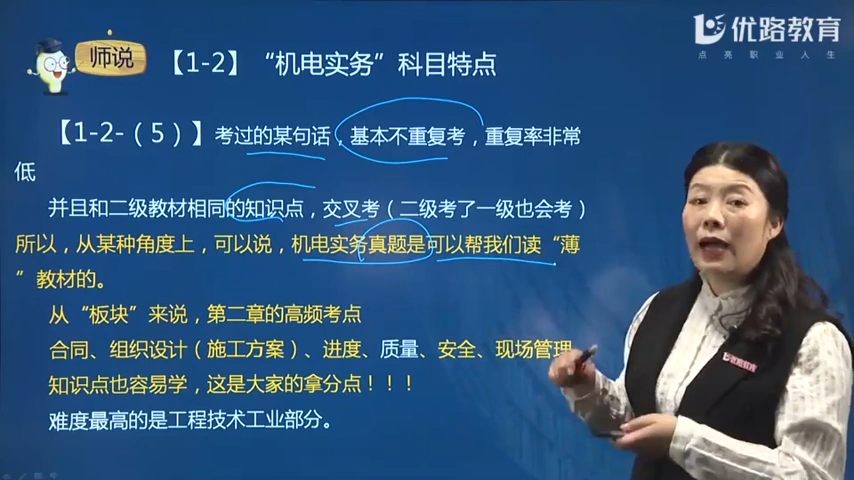 师说
【1-2】“机电实务”科目特点
优路教育
点亮职业人生
【1-2-（5）】考过的某句话，基本不重复考，重复率非常
低
并且和二级教材相同的知识点，交叉考（二级考了一级也会考）
所以，从某种角度上，可以说，机电实务真题是可以帮我们读“薄
”教材的。
从“板块”来说，第二章的高频考点
合同、组织设计（施工方案）、进度、质量、安全、现场管理
知识点也容易学，这是大家的拿分点！！！
难度最高的是工程技术工业部分。
优路教育